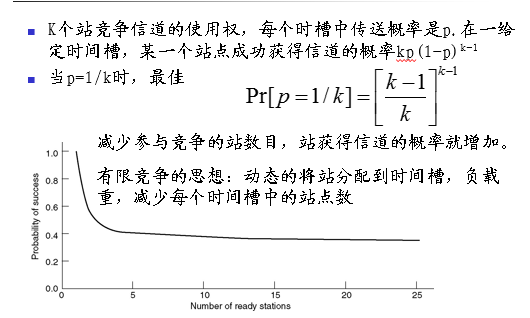 K个站竞争信道的使用权，每个时槽中传送概率是p.在一给
定时间槽，某一个站点成功获得信道的概率kp(1-p)^{k-1}
当p=1/k时，最佳
Pr[p=1/k]=[\frac{k-1}{k}]^{k-1}
减少参与竞争的站数目，站获得信道的概率就增加。
有限竞争的思想：动态的将站分配到时间槽，负载
重，减少每个时间槽中的站点数
Probability of success
1.0
0.8
0.6
0.4
0.2
0.0
0
5
10
15
20
25
Number of ready stations